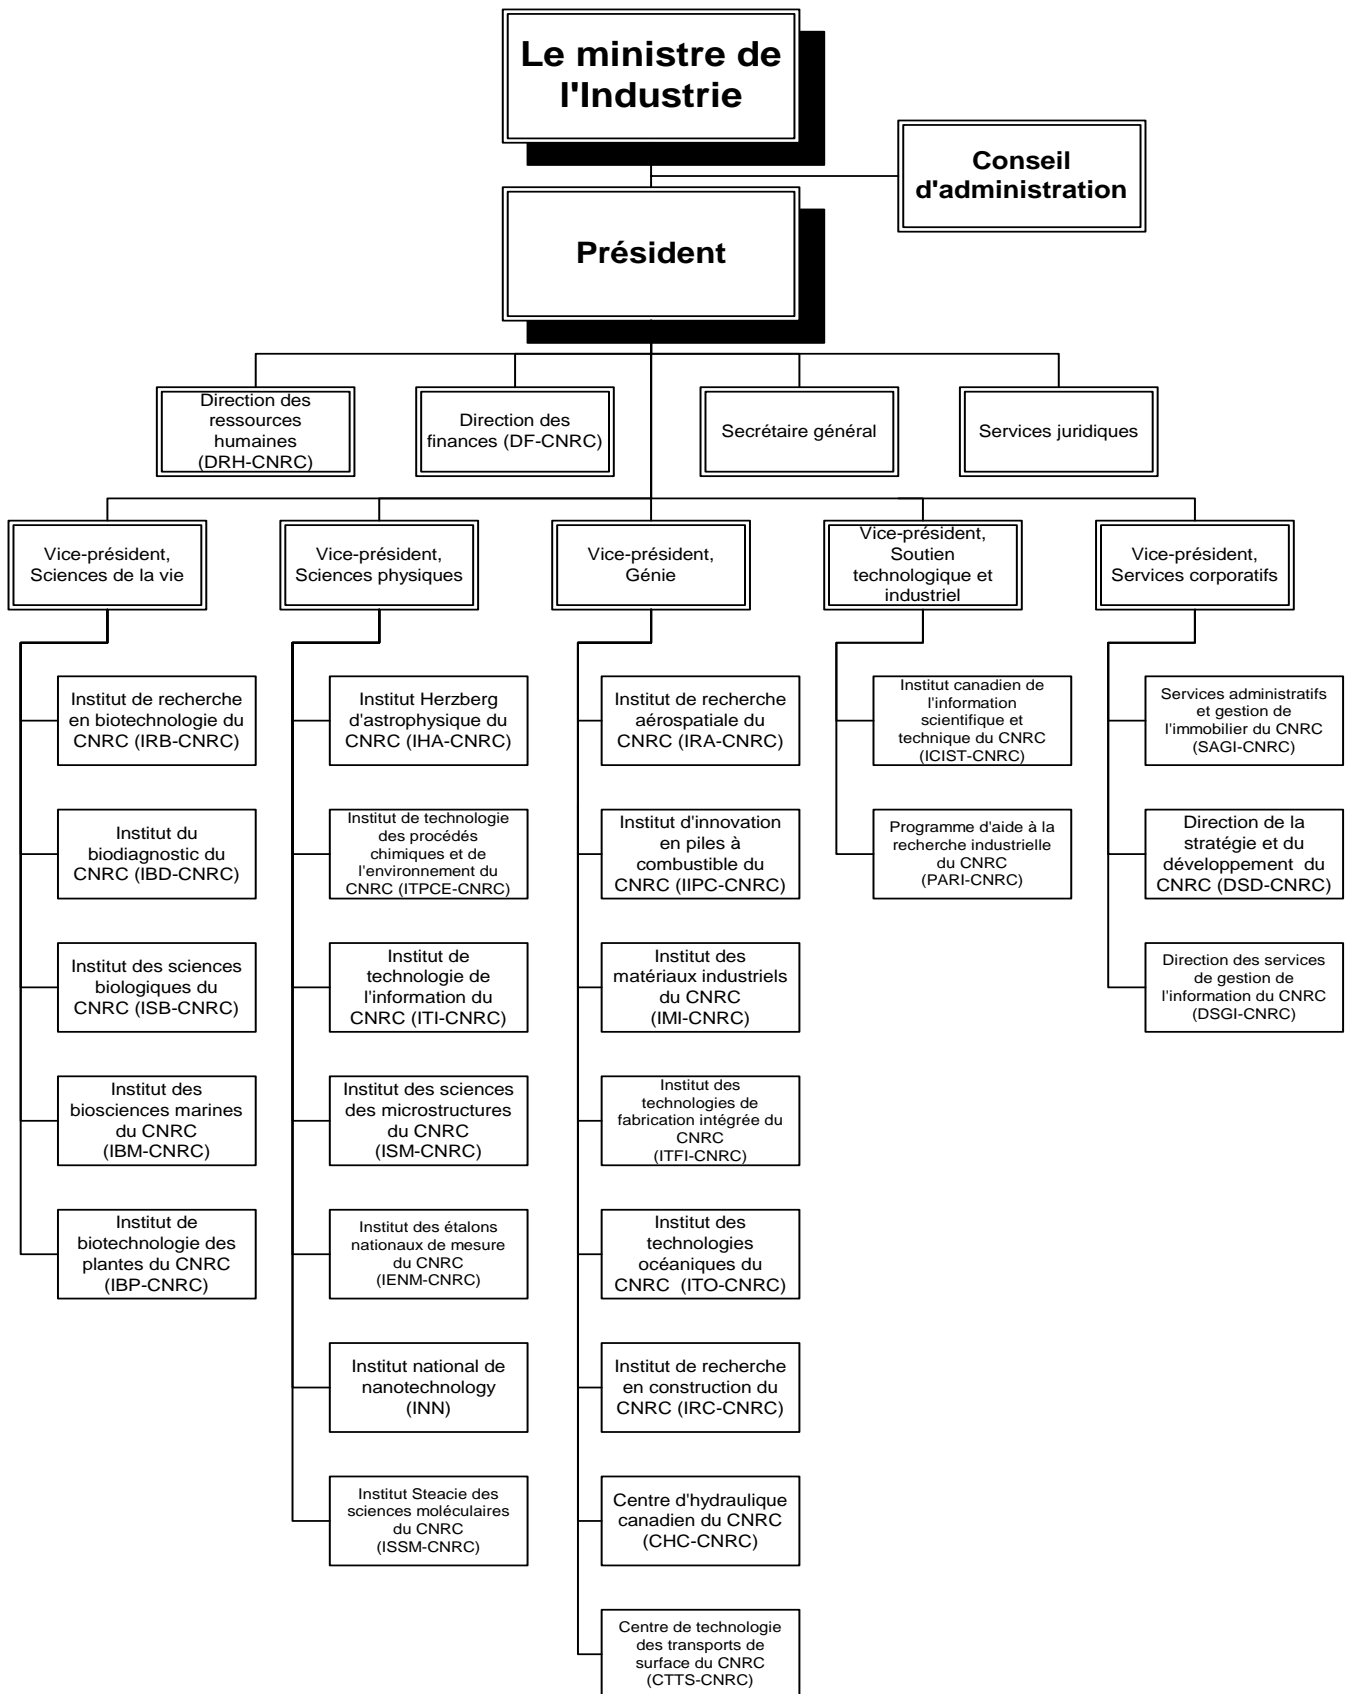 Le ministre de
l'Industrie
Conseil
d'administration
Président
Direction des
ressources
humaines
(DRH-CNRC)
Direction des
finances (DF-CNRC)
Secrétaire général
Services juridiques
Vice-président,
Sciences de la vie
Vice-président,
Sciences physiques
Vice-président,
Génie
Vice-président,
Soutien
technologique et
industriel
Vice-président,
Services corporatifs
Institut de recherche
en biotechnologie du
CNRC (IRB-CNRC)
Institut du
biodiagnostic du
CNRC (IBD-CNRC)
Institut des sciences
biologiques du
CNRC (ISB-CNRC)
Institut des
biosciences marines
du CNRC
(IBM-CNRC)
Institut de
biotechnologie des
plantes du CNRC
(IBP-CNRC)
Institut Herzberg
d'astrophysique du
CNRC (IHA-CNRC)
Institut de technologie
des procédés
chimiques et de
l'environnement du
CNRC (ITPCE-CNRC)
Institut de
technologie de
l'information du
CNRC (ITI-CNRC)
Institut des sciences
des microstructures
du CNRC
(ISM-CNRC)
Institut des étalons
nationaux de mesure
du CNRC
(IENM-CNRC)
Institut national de
nanotechnology
(INN)
Institut Steacie des
sciences moléculaires
du CNRC
(ISSM-CNRC)
Institut de recherche
aérospatiale du
CNRC (IRA-CNRC)
Institut d'innovation
en piles à
combustible du
CNRC (IIPC-CNRC)
Institut des
matériaux industriels
du CNRC
(IMI-CNRC)
Institut des
technologies de
fabrication intégrée du
CNRC
(ITFI-CNRC)
Institut des
technologies
océaniques du
CNRC  (ITO-CNRC)
Institut de recherche
en construction du
CNRC (IRC-CNRC)
Centre d'hydraulique
canadien du CNRC
(CHC-CNRC)
Centre de technologie
des transports de
surface du CNRC
(CTTS-CNRC)
Institut canadien de
l'information
scientifique et
technique du CNRC
(ICIST-CNRC)
Programme d'aide à la
recherche industrielle
du CNRC
(PARI-CNRC)
Services administratifs
et gestion de
l'immobilier du CNRC
(SAGI-CNRC)
Direction de la
stratégie et du
développement  du
CNRC (DSD-CNRC)
Direction des services
de gestion de
l'information du CNRC
(DSGI-CNRC)